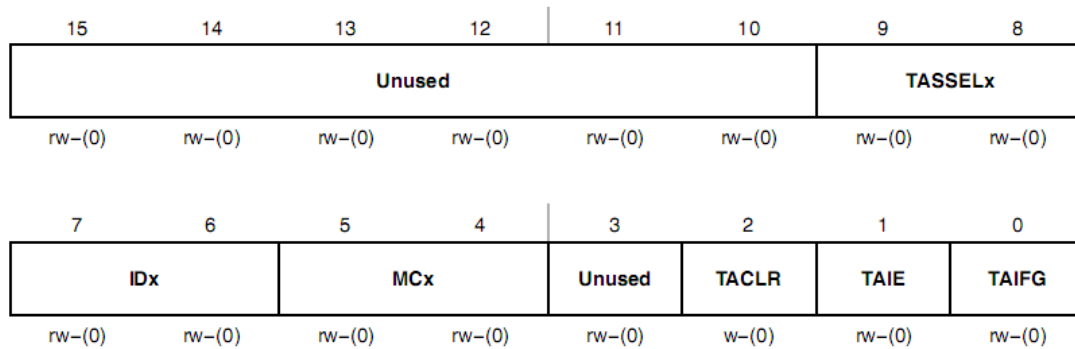 15 14 13 12 11 10 9 8
Unused TASSELx
rw–(0) rw–(0) rw–(0) rw–(0) rw–(0) rw–(0) rw–(0) rw–(0)
7 6 5 4 3 2 1 0
IDx MCx Unused TACLR TAIE TAIFG
rw–(0) rw–(0) rw–(0) rw–(0) rw–(0) w–(0) rw–(0) rw–(0)